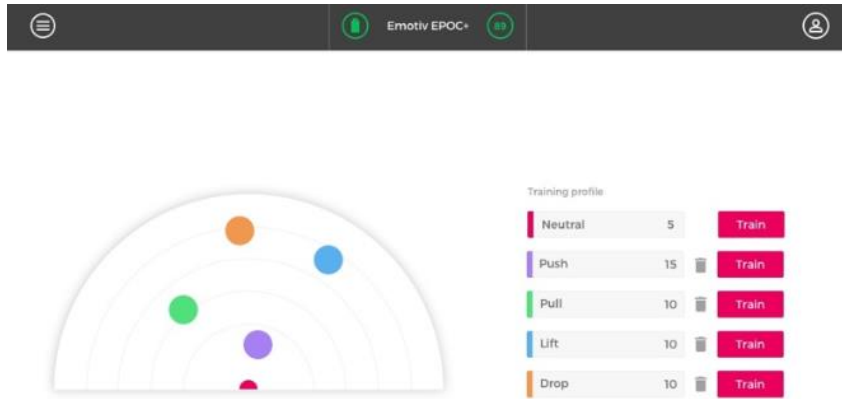 Emotiv EPOC+ 89
Training profile
Neutral 5 Train
Push 15 Train
Pull 10 Train
Lift 10 Train
Drop 10 Train